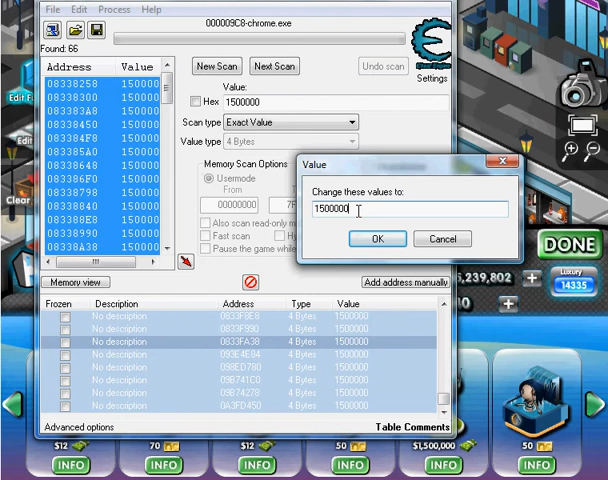 File Edit Process Help
000009C8-chrome.exe
Found: 66
Address Value
08338258 150000
08338300 150000
083383A8 150000
08338450 150000
083384F8 150000
083385A0 150000
08338648 150000
083386F0 150000
08338798 150000
08338840 150000
083388E8 150000
08338990 150000
08338A38 150000
New Scan Next Scan Undo scan
Settings
Value:
Hex 1500000
Scan type Exact Value
Value type 4 Bytes
Memory Scan Options
Usermode
From
00000000 7F
Also scan read-only m
Fast scan
Pause the game while
Value
Change these values to:
1500000
OK Cancel
Memory view Add address manually
Frozen Description Address Type Value
No description 0833F8E8 4 Bytes 1500000
No description 0833F990 4 Bytes 1500000
No description 0833FA38 4 Bytes 1500000
No description 093E4E84 4 Bytes 1500000
No description 098ED780 4 Bytes 1500000
No description 09B741C0 4 Bytes 1500000
No description 09B74278 4 Bytes 1500000
No description 0A3FD450 4 Bytes 1500000
Advanced options Table Comments
Edit
Clear
DONE
5,239,802
Luxury
14335
$12 70 $12 50 $1,500,000 50
INFO INFO INFO INFO INFO INFO